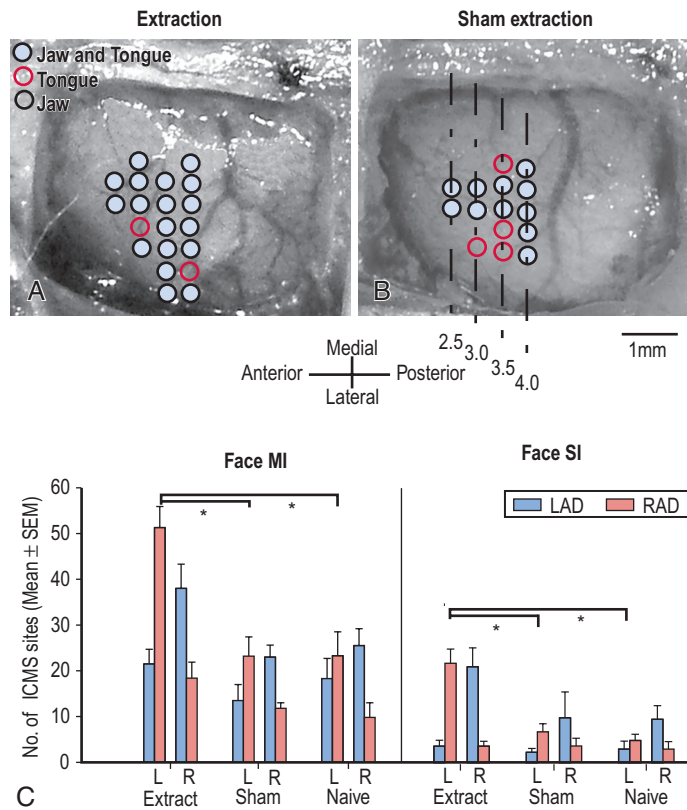 Extraction
Sham extraction
Jaw and Tongue
Tongue
Jaw
A
B
2.5
3.0
3.5
4.0
1mm
Medial
Anterior
Posterior
Lateral
Face MI
Face SI
LAD
RAD
No. of ICMS sites (Mean ± SEM)
60
50
40
30
20
10
0
*
*
*
*
L R L R L R L R L R L R
Extract Sham Naive Extract Sham Naive
C